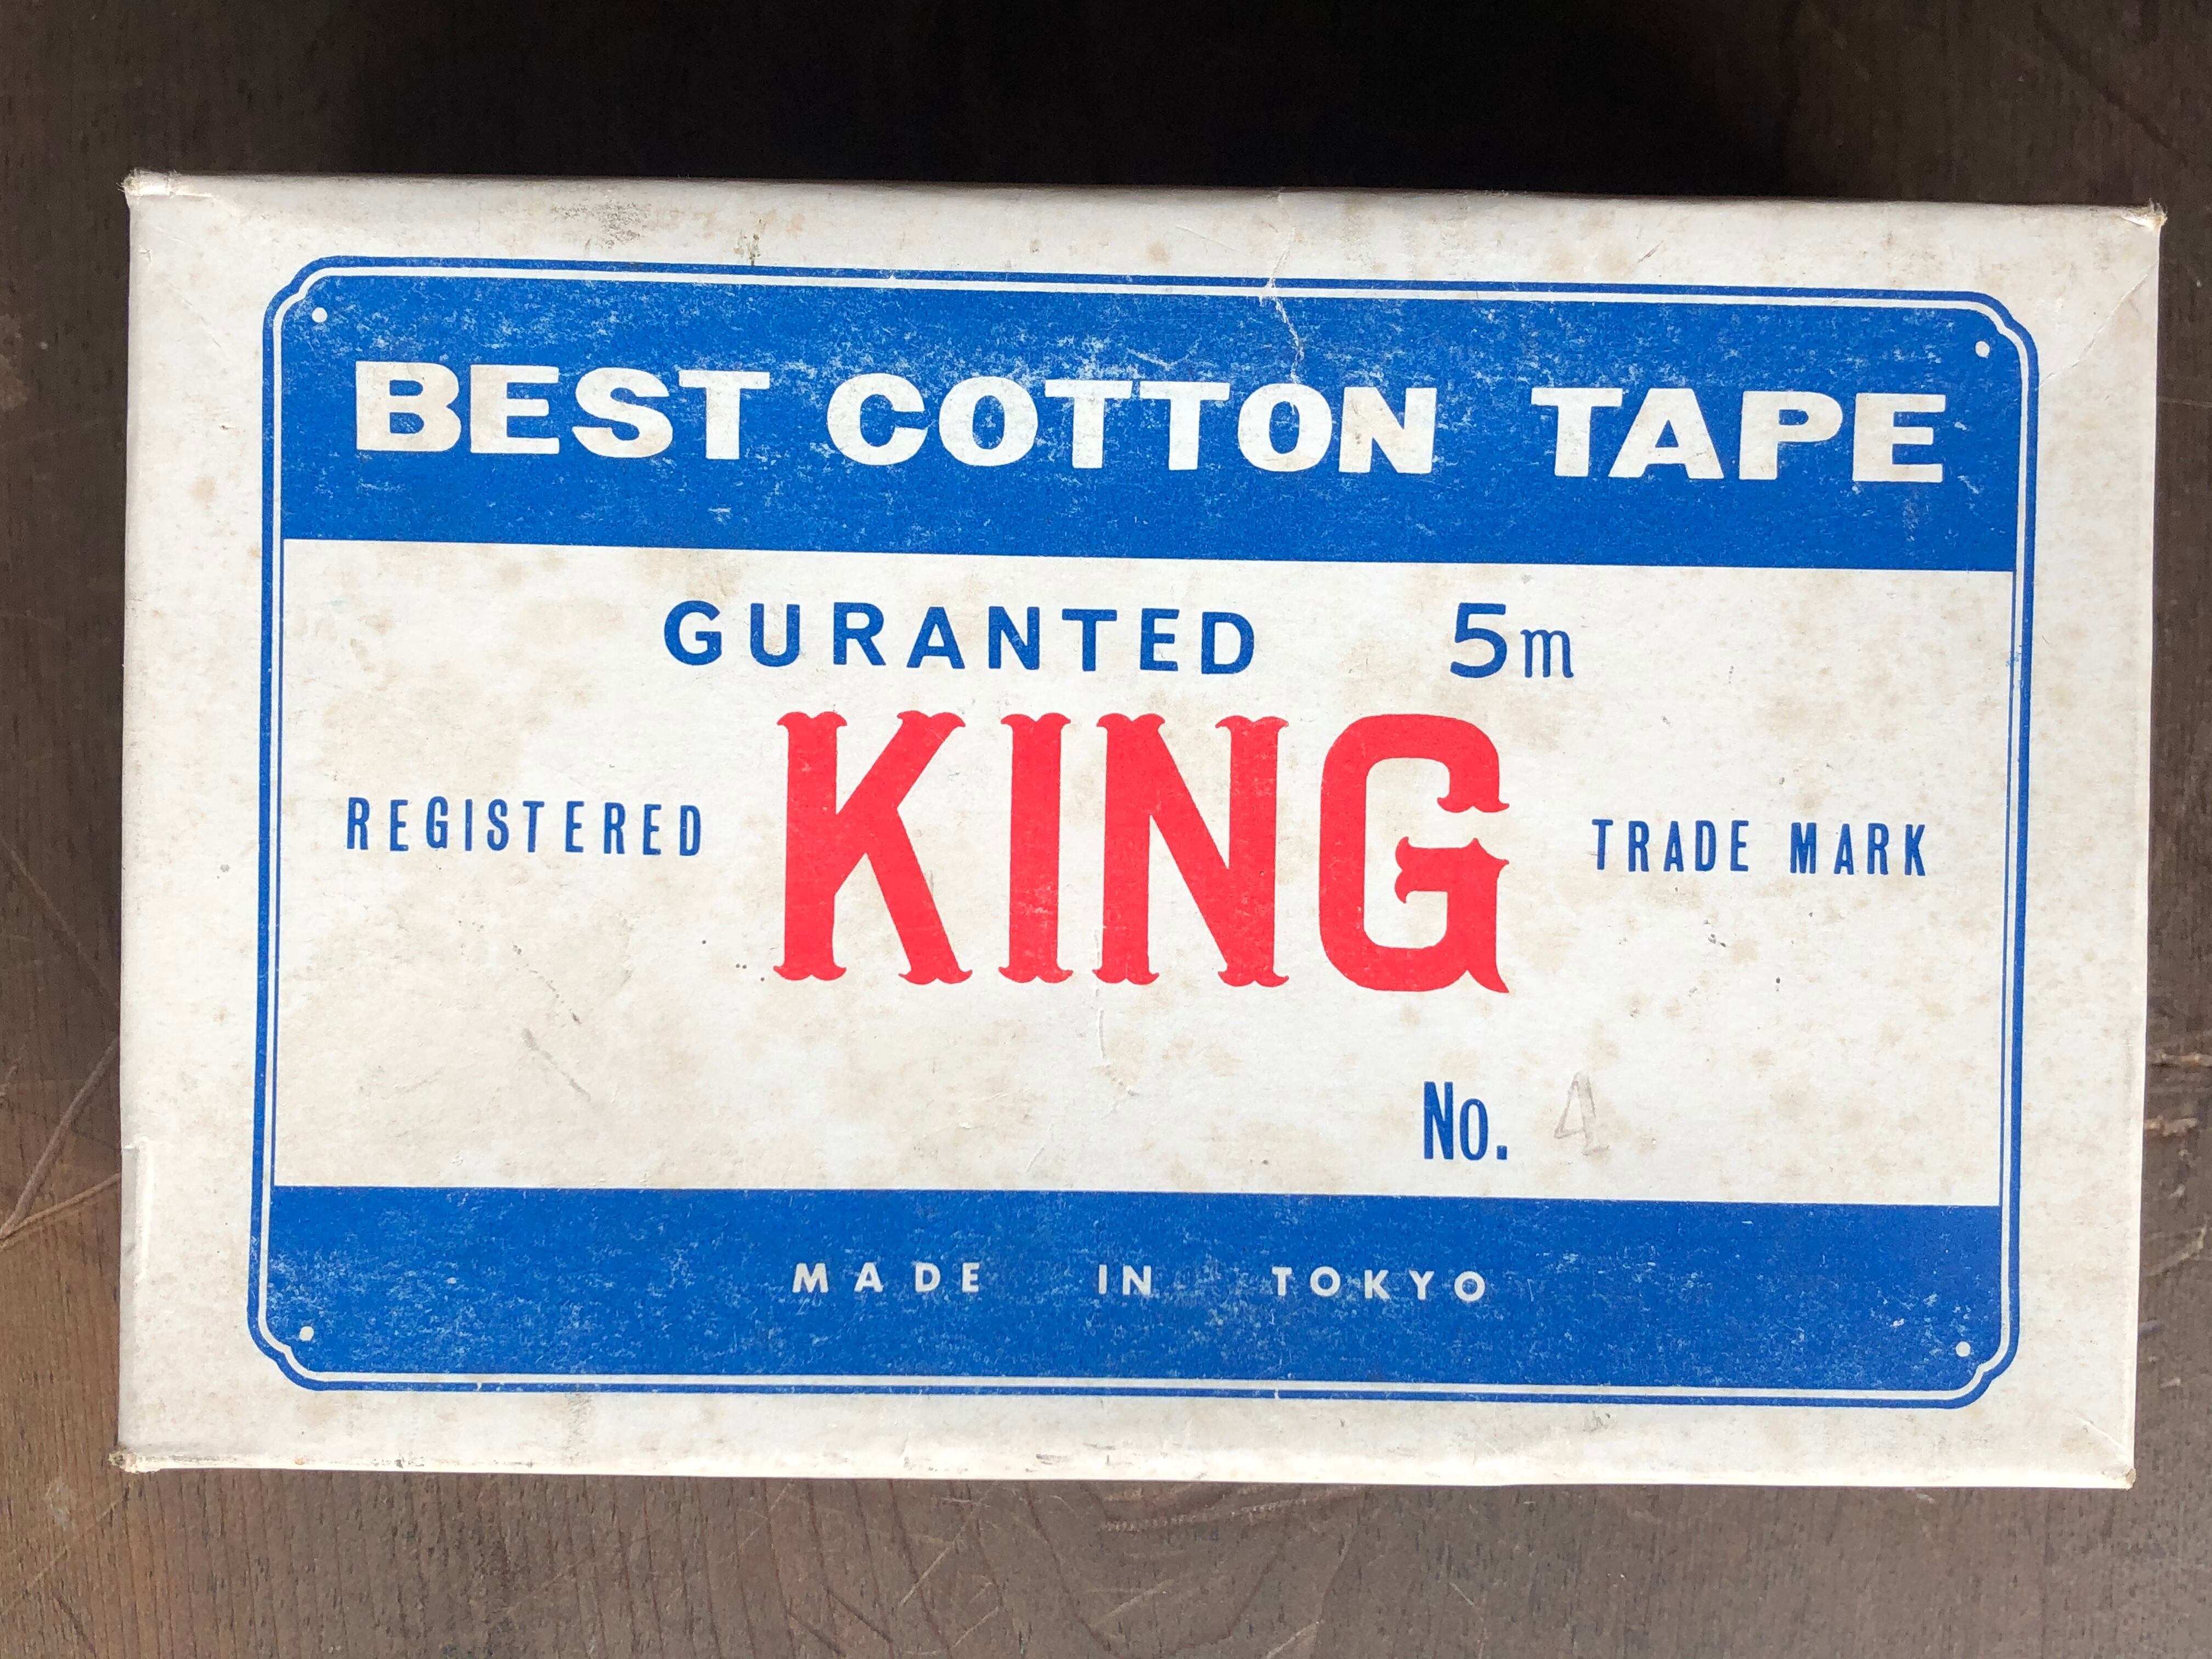 BEST COTTON TAPE
GURANTED 5m
REGISTERED KING TRADE MARK
No. 4
MADE IN TOKYO